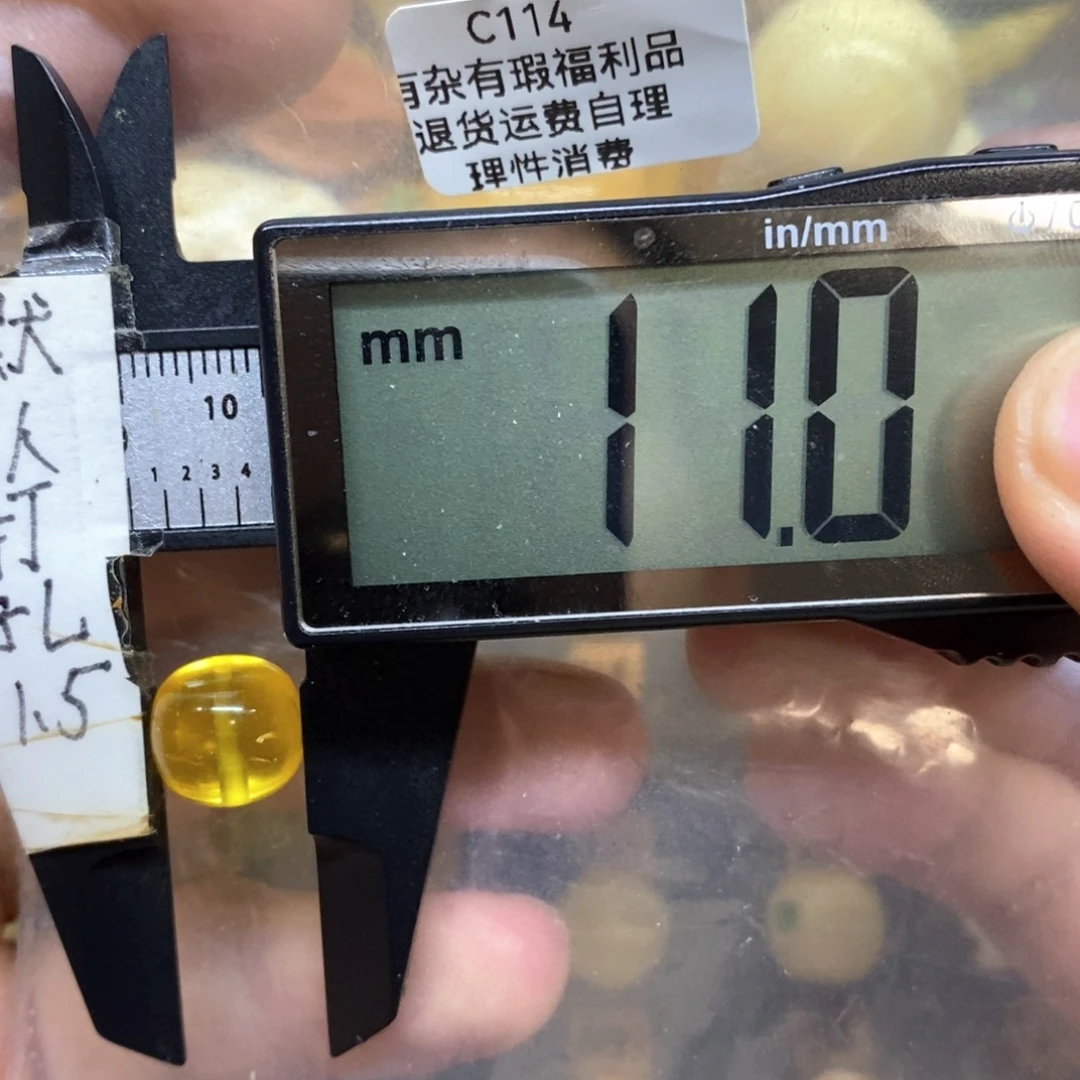 C114
有杂有瑕福利品
退货运费自理
理性消费
in/mm
mm
11.0
10
1 2 3 4
孔
1.5